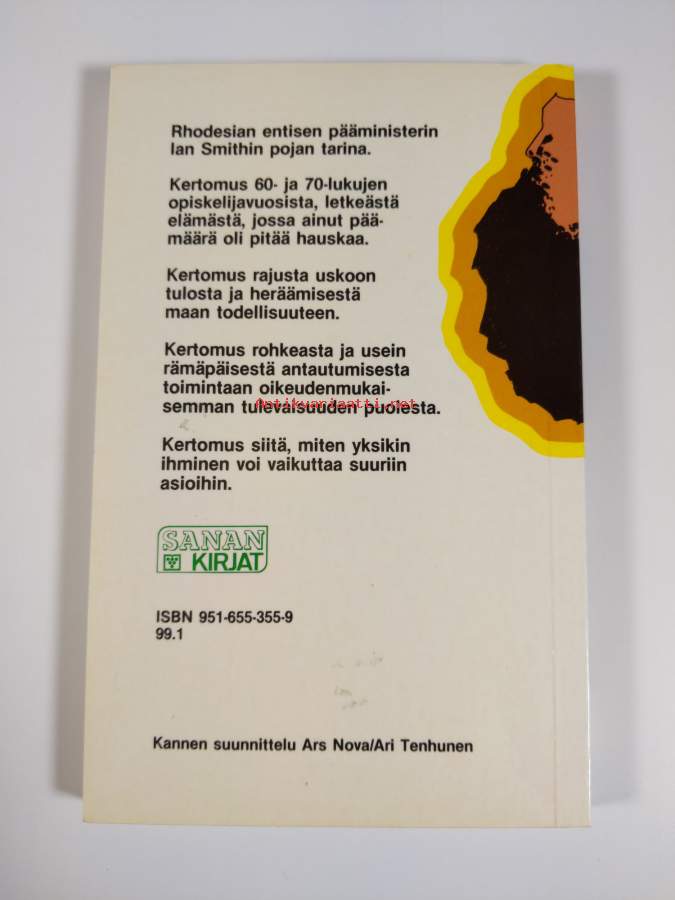 Rhodesian entisen pääministerin
Ian Smithin pojan tarina.
Kertomus 60- ja 70-lukujen
opiskelijavuosista, letkeästä
elämästä, jossa ainut pää-
määrä oli pitää hauskaa.
Kertomus rajusta uskoon
tulosta ja heräämisestä
maan todellisuuteen.
Kertomus rohkeasta ja usein
rämäpäisestä antautumisesta
toimintaan oikeudenmukai-
semman tulevaisuuden puolesta.
Antikvariaatti.net
Kertomus siitä, miten yksikin
ihminen voi vaikuttaa suuriin
asioihin.
SANAN
KIRJAT
ISBN 951-655-355-9
99.1
Kannen suunnittelu Ars Nova/Ari Tenhunen